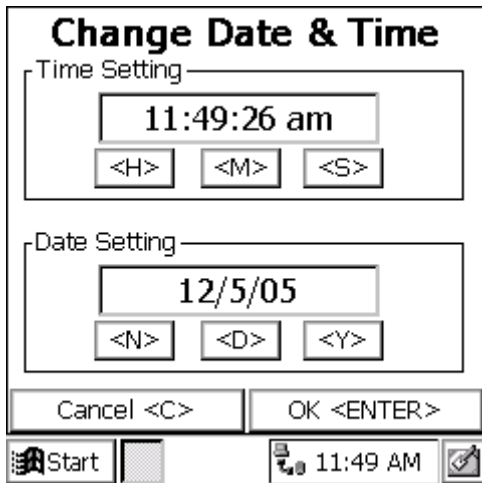 Change Date & Time
Time Setting
11:49:26 am
<H> <M> <S>
Date Setting
12/5/05
<N> <D> <Y>
Cancel <C> OK <ENTER>
Start 11:49 AM